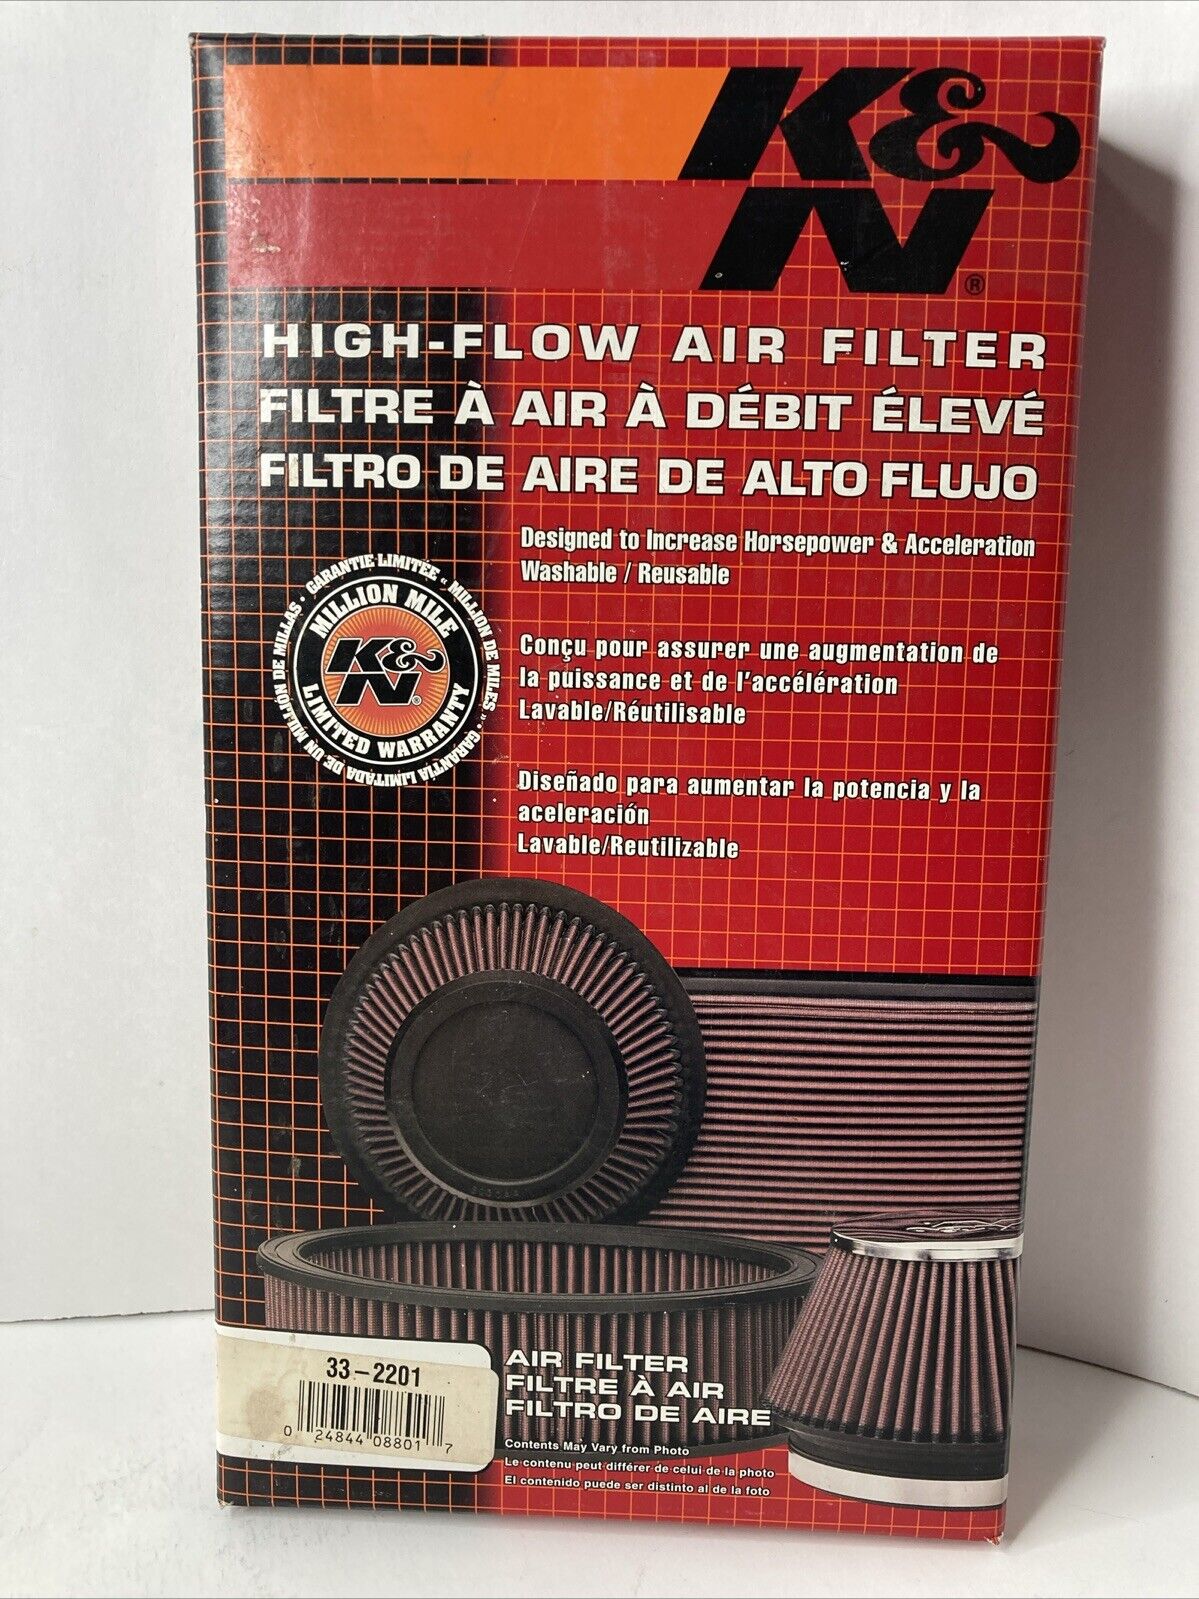 K&N®
HIGH-FLOW AIR FILTER
FILTRE À AIR À DÉBIT ÉLEVÉ
FILTRO DE AIRE DE ALTO FLUJO
Designed to Increase Horsepower & Acceleration
Washable / Reusable
GARANTIE LIMITÉE « MILLION DE MILES » • GARANTIA LIMITADA DE UN MILLION DE MILLAS •
MILLION MILE
K&N®
LIMITED WARRANTY
Conçu pour assurer une augmentation de
la puissance et de l'accélération
Lavable/Réutilisable
Diseñado para aumentar la potencia y la
aceleración
Lavable/Reutilizable
33-2201
0 24844 08801 7
AIR FILTER
FILTRE À AIR
FILTRO DE AIRE
Contents May Vary from Photo
Le contenu peut différer de celui de la photo
El contenido puede ser distinto al de la foto